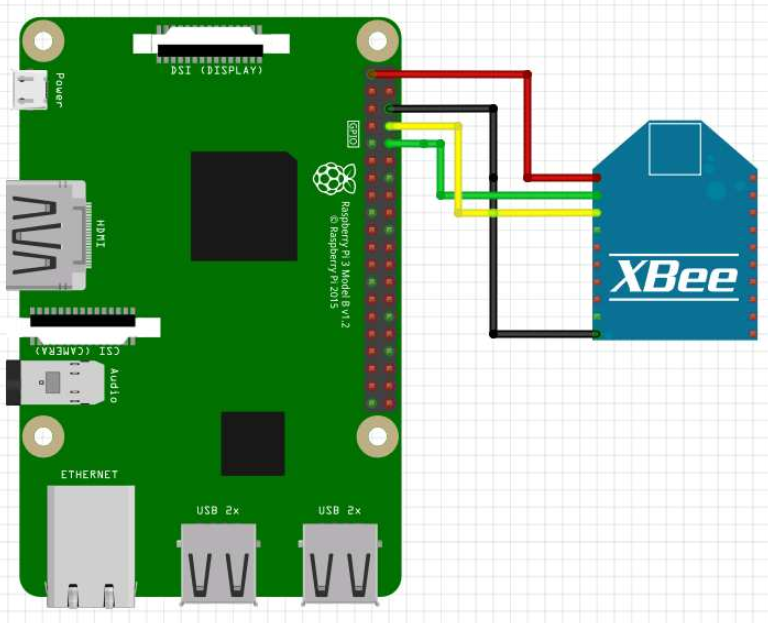 DSI (DISPLAY)
Power
GPIO
HDMI
Raspberry Pi 3 Model B v1.2
© Raspberry Pi 2015
XBee
CSI (CAMERA)
Audio
ETHERNET
USB 2x
USB 2x